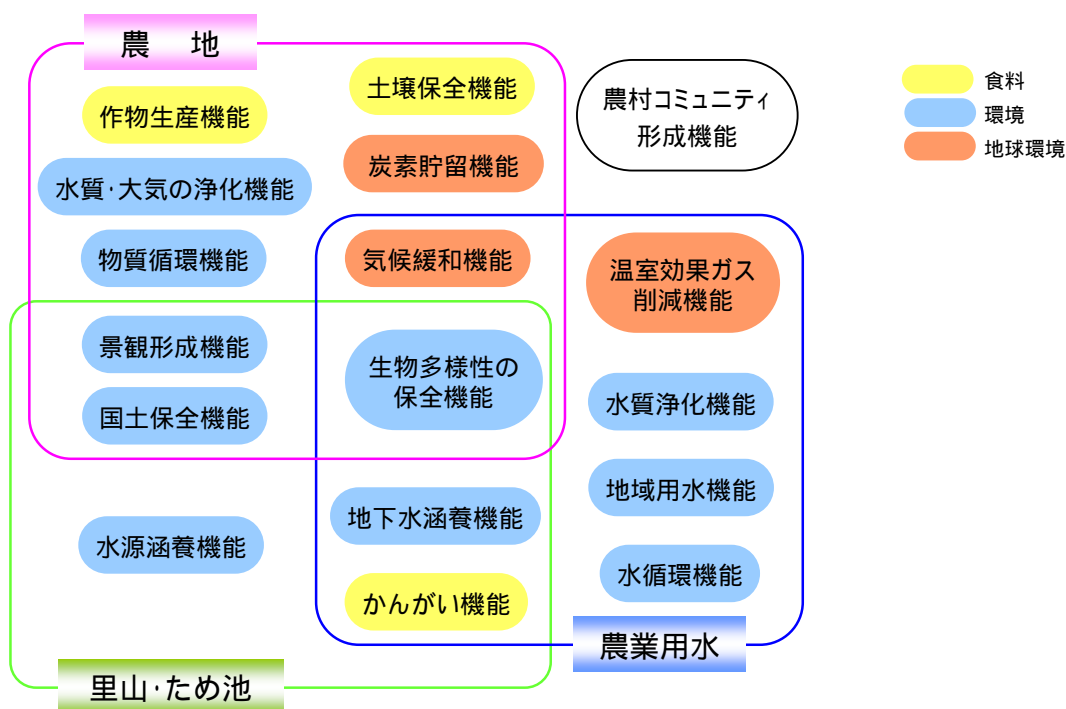 農　地
作物生産機能
土壌保全機能
農村コミュニティ
形成機能
食料
環境
地球環境
水質・大気の浄化機能
炭素貯留機能
物質循環機能
気候緩和機能
温室効果ガス
削減機能
景観形成機能
生物多様性の
保全機能
国土保全機能
水質浄化機能
地域用水機能
水源涵養機能
地下水涵養機能
水循環機能
かんがい機能
農業用水
里山・ため池